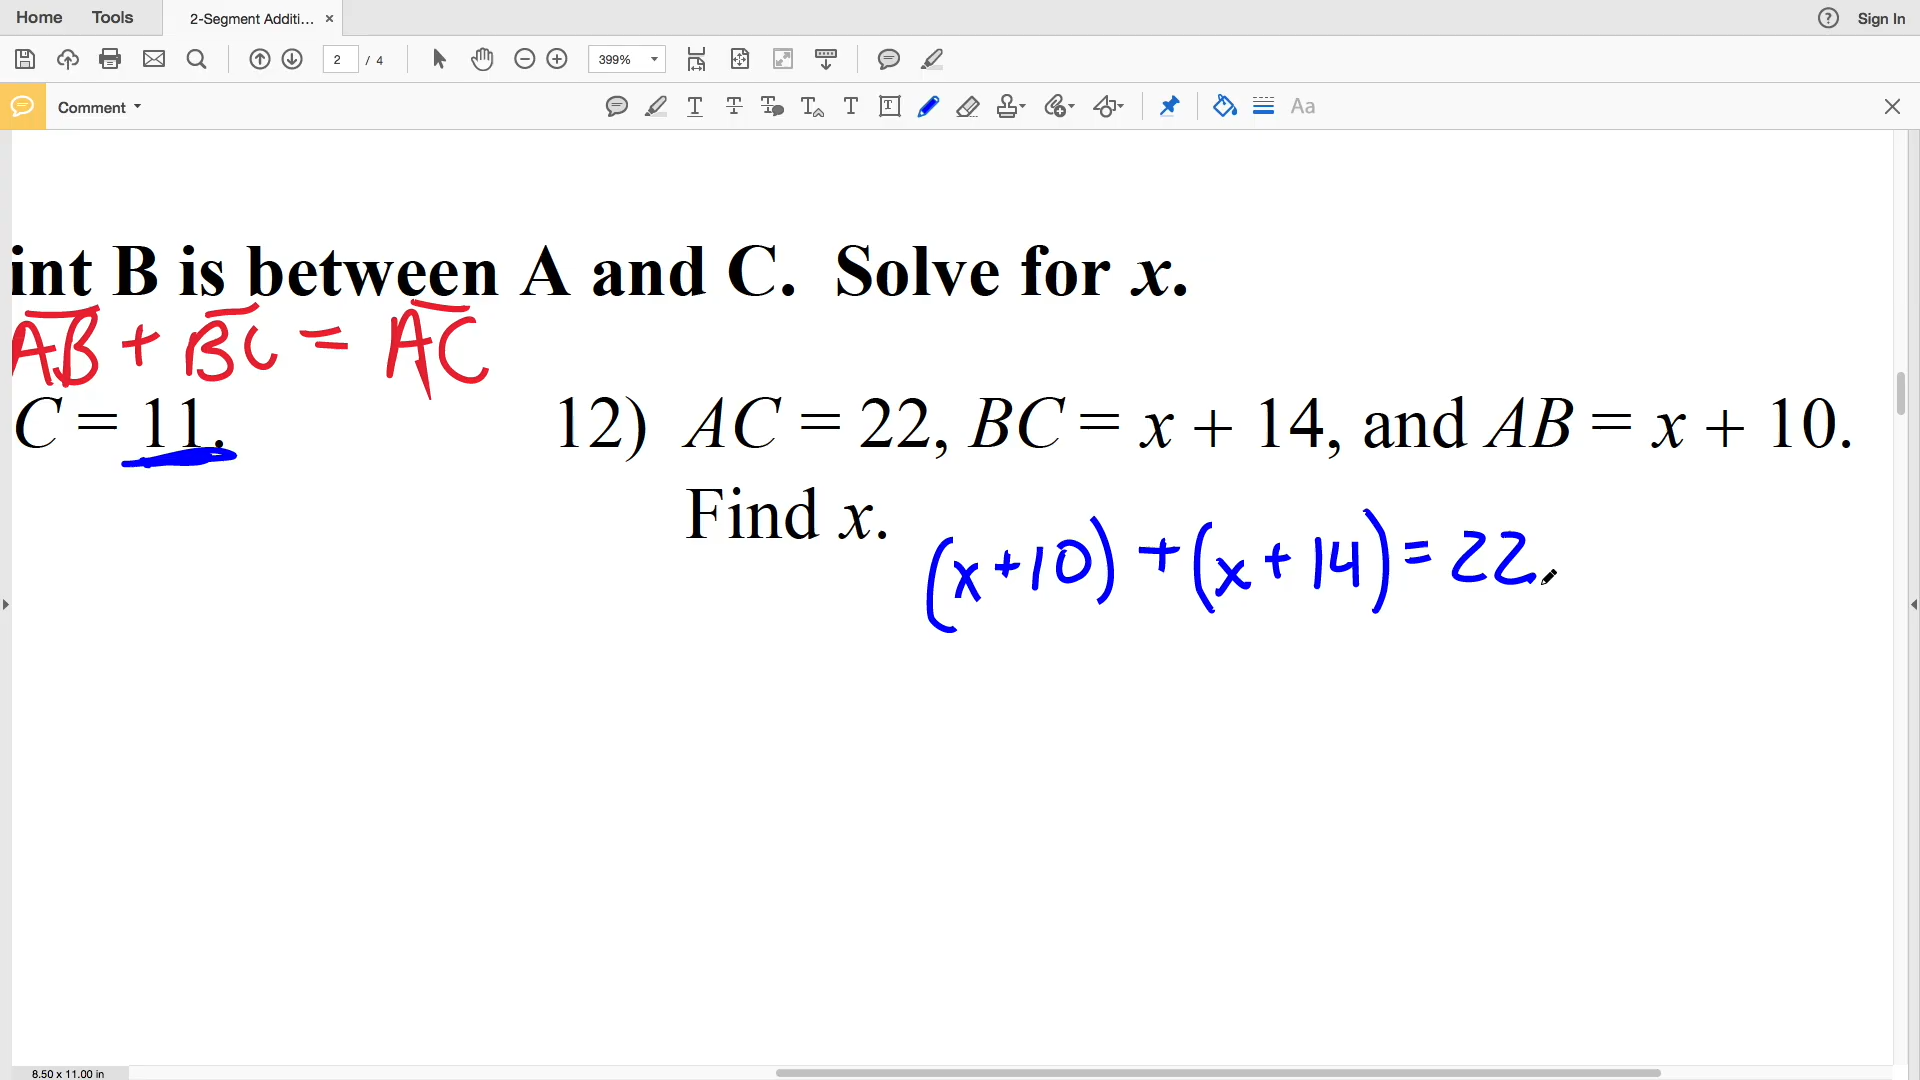 Home Tools 2-Segment Additi... × ? Sign In
2 / 4 399%
Comment Aa
int B is between A and C. Solve for x.
AB + BC = AC
C = 11.
12) AC = 22, BC = x + 14, and AB = x + 10.
Find x.
(x+10) + (x+14) = 22
8.50 x 11.00 in